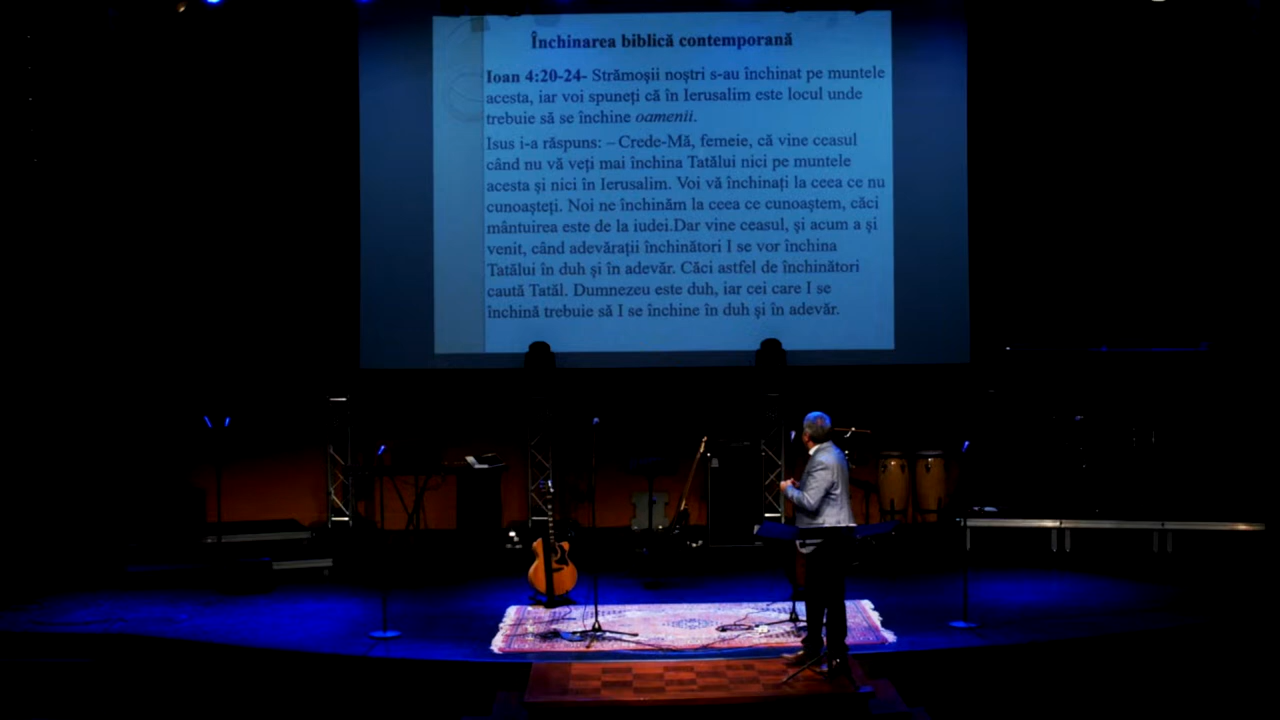 Închinarea biblică contemporană
Ioan 4:20-24- Strămoşii noştri s-au închinat pe muntele
acesta, iar voi spuneţi că în Ierusalim este locul unde
trebuie să se închine oamenii.
Isus i-a răspuns: – Crede-Mă, femeie, că vine ceasul
când nu vă veţi mai închina Tatălui nici pe muntele
acesta şi nici în Ierusalim. Voi vă închinaţi la ceea ce nu
cunoaşteţi. Noi ne închinăm la ceea ce cunoaştem, căci
mântuirea este de la iudei.Dar vine ceasul, şi acum a şi
venit, când adevăraţii închinători I se vor închina
Tatălui în duh şi în adevăr. Căci astfel de închinători
caută Tatăl. Dumnezeu este duh, iar cei care I se
închină trebuie să I se închine în duh şi în adevăr.